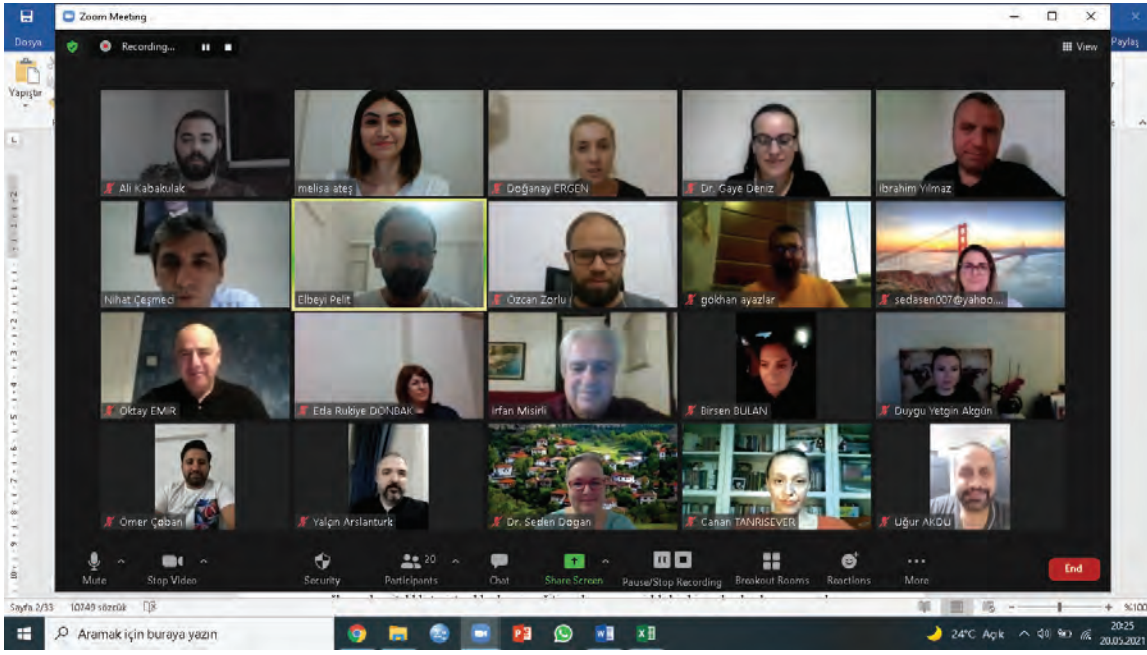 Zoom Meeting
Dosya
Paylaş
Recording...
View
Yapıştır
Ali Kabakulak
melisa ateş
Doğanay ERGEN
Dr. Gaye Deniz
İbrahim Yılmaz
Nihat Çeşmeci
Elbeyi Pelit
Özcan Zorlu
gökhan ayazlar
sedasen007@yahoo....
Oktay EMİR
Eda Rukiye DONBAK
İrfan Mısırlı
Birsen BULAN
Duygu Yetgin Akgün
Ömer Çoban
Yalçın Arslantürk
Dr. Seden Doğan
Canan TANRISEVER
Uğur AKDU
20
Mute
Stop Video
Security
Participants
Chat
Share Screen
Pause/Stop Recording
Breakout Rooms
Reactions
More
End
Sayfa 2/33 10249 sözcük
%100
Aramak için buraya yazın
24°C Açık
20:25
20.05.2021